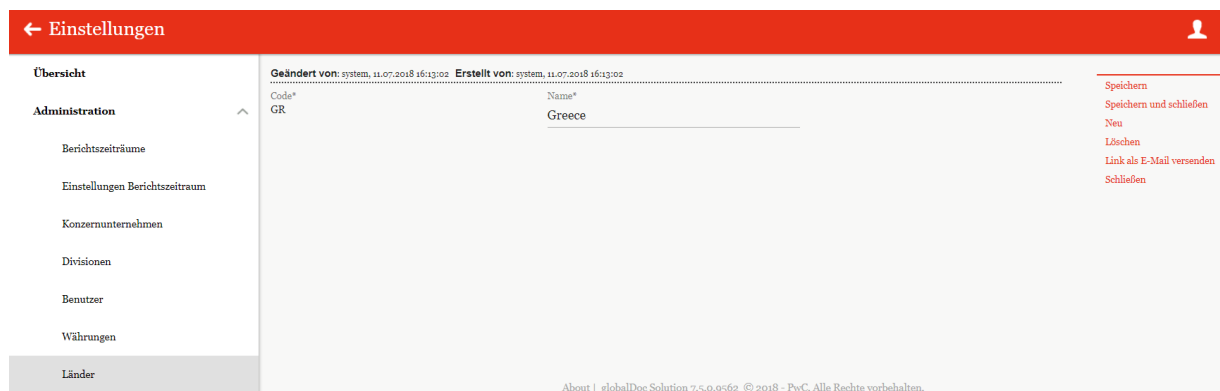 Einstellungen
Übersicht
Administration
Berichtszeiträume
Einstellungen Berichtszeitraum
Konzernunternehmen
Divisionen
Benutzer
Währungen
Länder
Geändert von: system, 11.07.2018 16:13:02 Erstellt von: system, 11.07.2018 16:13:02
Code* Name*
GR Greece
Speichern
Speichern und schließen
Neu
Löschen
Link als E-Mail versenden
Schließen
About | globalDoc Solution 7.5.0.9562 © 2018 - PwC. Alle Rechte vorbehalten.